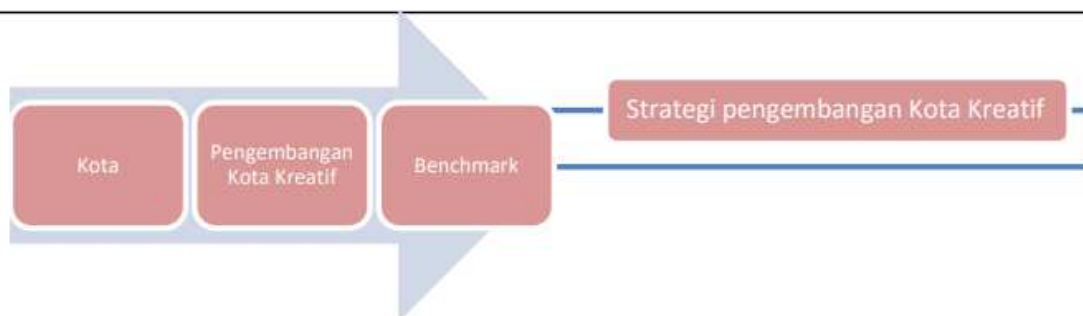 Kota
Pengembangan
Kota Kreatif
Benchmark
Strategi pengembangan Kota Kreatif